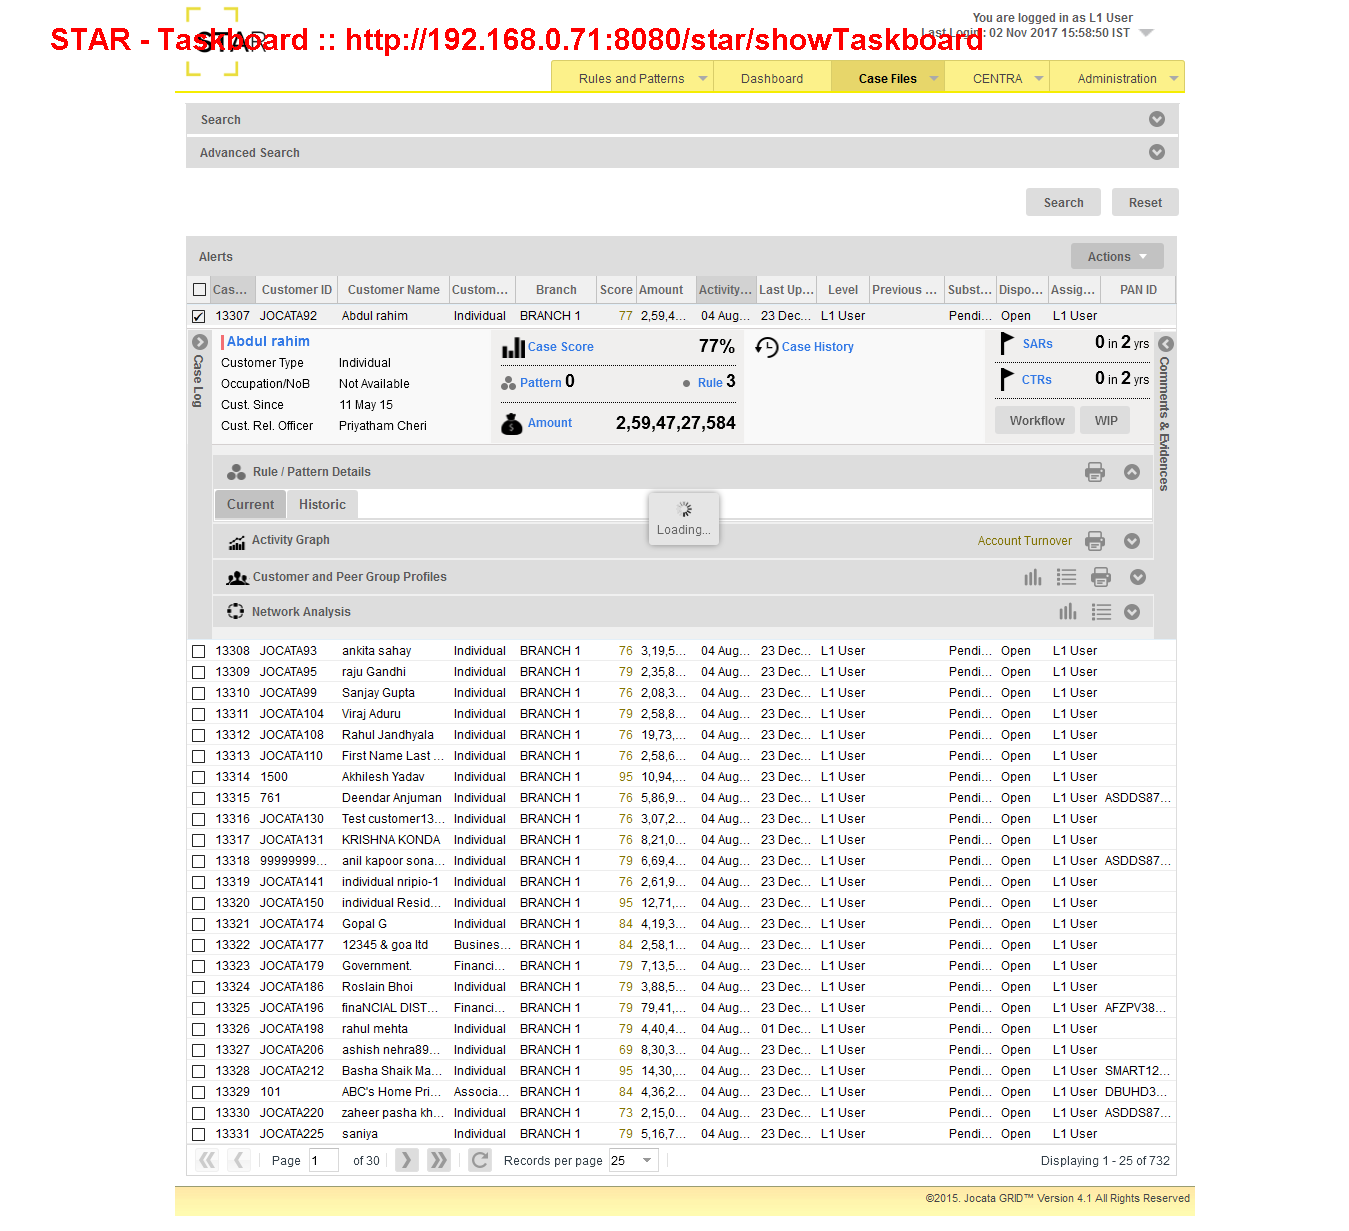 You are logged in as L1 User
STAR - Taskboard :: http://192.168.0.71:8080/star/showTaskboard
STAR
Last Login : 02 Nov 2017 15:58:50 IST
Rules and Patterns Dashboard Case Files CENTRA Administration
Search
Advanced Search
Search Reset
Alerts Actions
Cas... Customer ID Customer Name Custom... Branch Score Amount Activity... Last Up... Level Previous ... Subst... Dispo... Assig... PAN ID
13307 JOCATA92 Abdul rahim Individual BRANCH 1 77 2,59,4... 04 Aug... 23 Dec... L1 User Pendi... Open L1 User
Case Log
Abdul rahim
Customer Type Individual
Occupation/NoB Not Available
Cust. Since 11 May 15
Cust. Rel. Officer Priyatham Cheri
Case Score 77%
Pattern 0 Rule 3
Amount 2,59,47,27,584
Case History
SARs 0 in 2 yrs
CTRs 0 in 2 yrs
Workflow WIP
Comments & Evidences
Rule / Pattern Details
Current Historic
Loading...
Activity Graph Account Turnover
Customer and Peer Group Profiles
Network Analysis
13308 JOCATA93 ankita sahay Individual BRANCH 1 76 3,19,5... 04 Aug... 23 Dec... L1 User Pendi... Open L1 User
13309 JOCATA95 raju Gandhi Individual BRANCH 1 79 2,35,8... 04 Aug... 23 Dec... L1 User Pendi... Open L1 User
13310 JOCATA99 Sanjay Gupta Individual BRANCH 1 76 2,08,3... 04 Aug... 23 Dec... L1 User Pendi... Open L1 User
13311 JOCATA104 Viraj Aduru Individual BRANCH 1 79 2,58,8... 04 Aug... 23 Dec... L1 User Pendi... Open L1 User
13312 JOCATA108 Rahul Jandhyala Individual BRANCH 1 76 19,73,... 04 Aug... 23 Dec... L1 User Pendi... Open L1 User
13313 JOCATA110 First Name Last ... Individual BRANCH 1 76 2,58,6... 04 Aug... 23 Dec... L1 User Pendi... Open L1 User
13314 1500 Akhilesh Yadav Individual BRANCH 1 95 10,94,... 04 Aug... 23 Dec... L1 User Pendi... Open L1 User
13315 761 Deendar Anjuman Individual BRANCH 1 76 5,86,9... 04 Aug... 23 Dec... L1 User Pendi... Open L1 User ASDDS87...
13316 JOCATA130 Test customer13... Individual BRANCH 1 76 3,07,2... 04 Aug... 23 Dec... L1 User Pendi... Open L1 User
13317 JOCATA131 KRISHNA KONDA Individual BRANCH 1 76 8,21,0... 04 Aug... 23 Dec... L1 User Pendi... Open L1 User
13318 99999999... anil kapoor sona... Individual BRANCH 1 79 6,69,4... 04 Aug... 23 Dec... L1 User Pendi... Open L1 User ASDDS87...
13319 JOCATA141 individual nripio-1 Individual BRANCH 1 76 2,61,9... 04 Aug... 23 Dec... L1 User Pendi... Open L1 User
13320 JOCATA150 individual Resid... Individual BRANCH 1 95 12,71,... 04 Aug... 23 Dec... L1 User Pendi... Open L1 User
13321 JOCATA174 Gopal G Individual BRANCH 1 84 4,19,3... 04 Aug... 23 Dec... L1 User Pendi... Open L1 User
13322 JOCATA177 12345 & goa ltd Busines... BRANCH 1 84 2,58,1... 04 Aug... 23 Dec... L1 User Pendi... Open L1 User
13323 JOCATA179 Government. Financi... BRANCH 1 79 7,13,5... 04 Aug... 23 Dec... L1 User Pendi... Open L1 User
13324 JOCATA186 Roslain Bhoi Individual BRANCH 1 79 3,88,5... 04 Aug... 23 Dec... L1 User Pendi... Open L1 User
13325 JOCATA196 finaNCIAL DIST... Financi... BRANCH 1 79 79,41,... 04 Aug... 23 Dec... L1 User Pendi... Open L1 User AFZPV38...
13326 JOCATA198 rahul mehta Individual BRANCH 1 79 4,40,4... 04 Aug... 01 Dec... L1 User Pendi... Open L1 User
13327 JOCATA206 ashish nehra89... Individual BRANCH 1 69 8,30,3... 04 Aug... 23 Dec... L1 User Pendi... Open L1 User
13328 JOCATA212 Basha Shaik Ma... Individual BRANCH 1 95 14,30,... 04 Aug... 23 Dec... L1 User Pendi... Open L1 User SMART12...
13329 101 ABC's Home Pri... Associa... BRANCH 1 84 4,36,2... 04 Aug... 23 Dec... L1 User Pendi... Open L1 User DBUHD3...
13330 JOCATA220 zaheer pasha kh... Individual BRANCH 1 73 2,15,0... 04 Aug... 23 Dec... L1 User Pendi... Open L1 User ASDDS87...
13331 JOCATA225 saniya Individual BRANCH 1 79 5,16,7... 04 Aug... 23 Dec... L1 User Pendi... Open L1 User
Page 1 of 30 Records per page 25 Displaying 1 - 25 of 732
©2015. Jocata GRID™ Version 4.1 All Rights Reserved